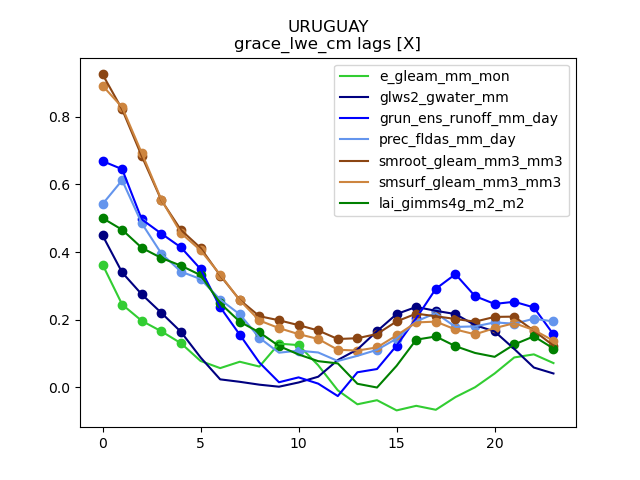 URUGUAY
grace_lwe_cm lags [X]
e_gleam_mm_mon
glws2_gwater_mm
grun_ens_runoff_mm_day
prec_fldas_mm_day
smroot_gleam_mm3_mm3
smsurf_gleam_mm3_mm3
lai_gimms4g_m2_m2
0.8
0.6
0.4
0.2
0.0
0 5 10 15 20